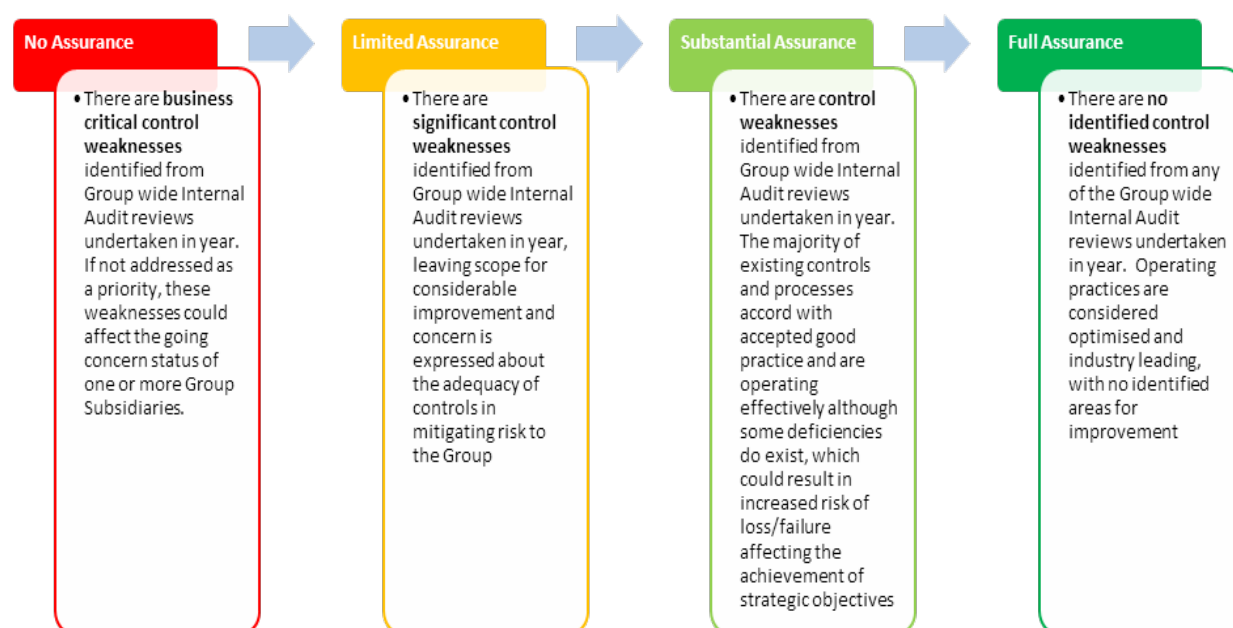 No Assurance
• There are business
critical control
weaknesses
identified from
Group wide Internal
Audit reviews
undertaken in year.
If not addressed as
a priority, these
weaknesses could
affect the going
concern status of
one or more Group
Subsidiaries.
Limited Assurance
• There are
significant control
weaknesses
identified from
Group wide Internal
Audit reviews
undertaken in year,
leaving scope for
considerable
improvement and
concern is
expressed about
the adequacy of
controls in
mitigating risk to
the Group
Substantial Assurance
• There are control
weaknesses
identified from
Group wide Internal
Audit reviews
undertaken in year.
The majority of
existing controls
and processes
accord with
accepted good
practice and are
operating
effectively although
some deficiencies
do exist, which
could result in
increased risk of
loss/failure
affecting the
achievement of
strategic objectives
Full Assurance
• There are no
identified control
weaknesses
identified from any
of the Group wide
Internal Audit
reviews undertaken
in year. Operating
practices are
considered
optimised and
industry leading,
with no identified
areas for
improvement